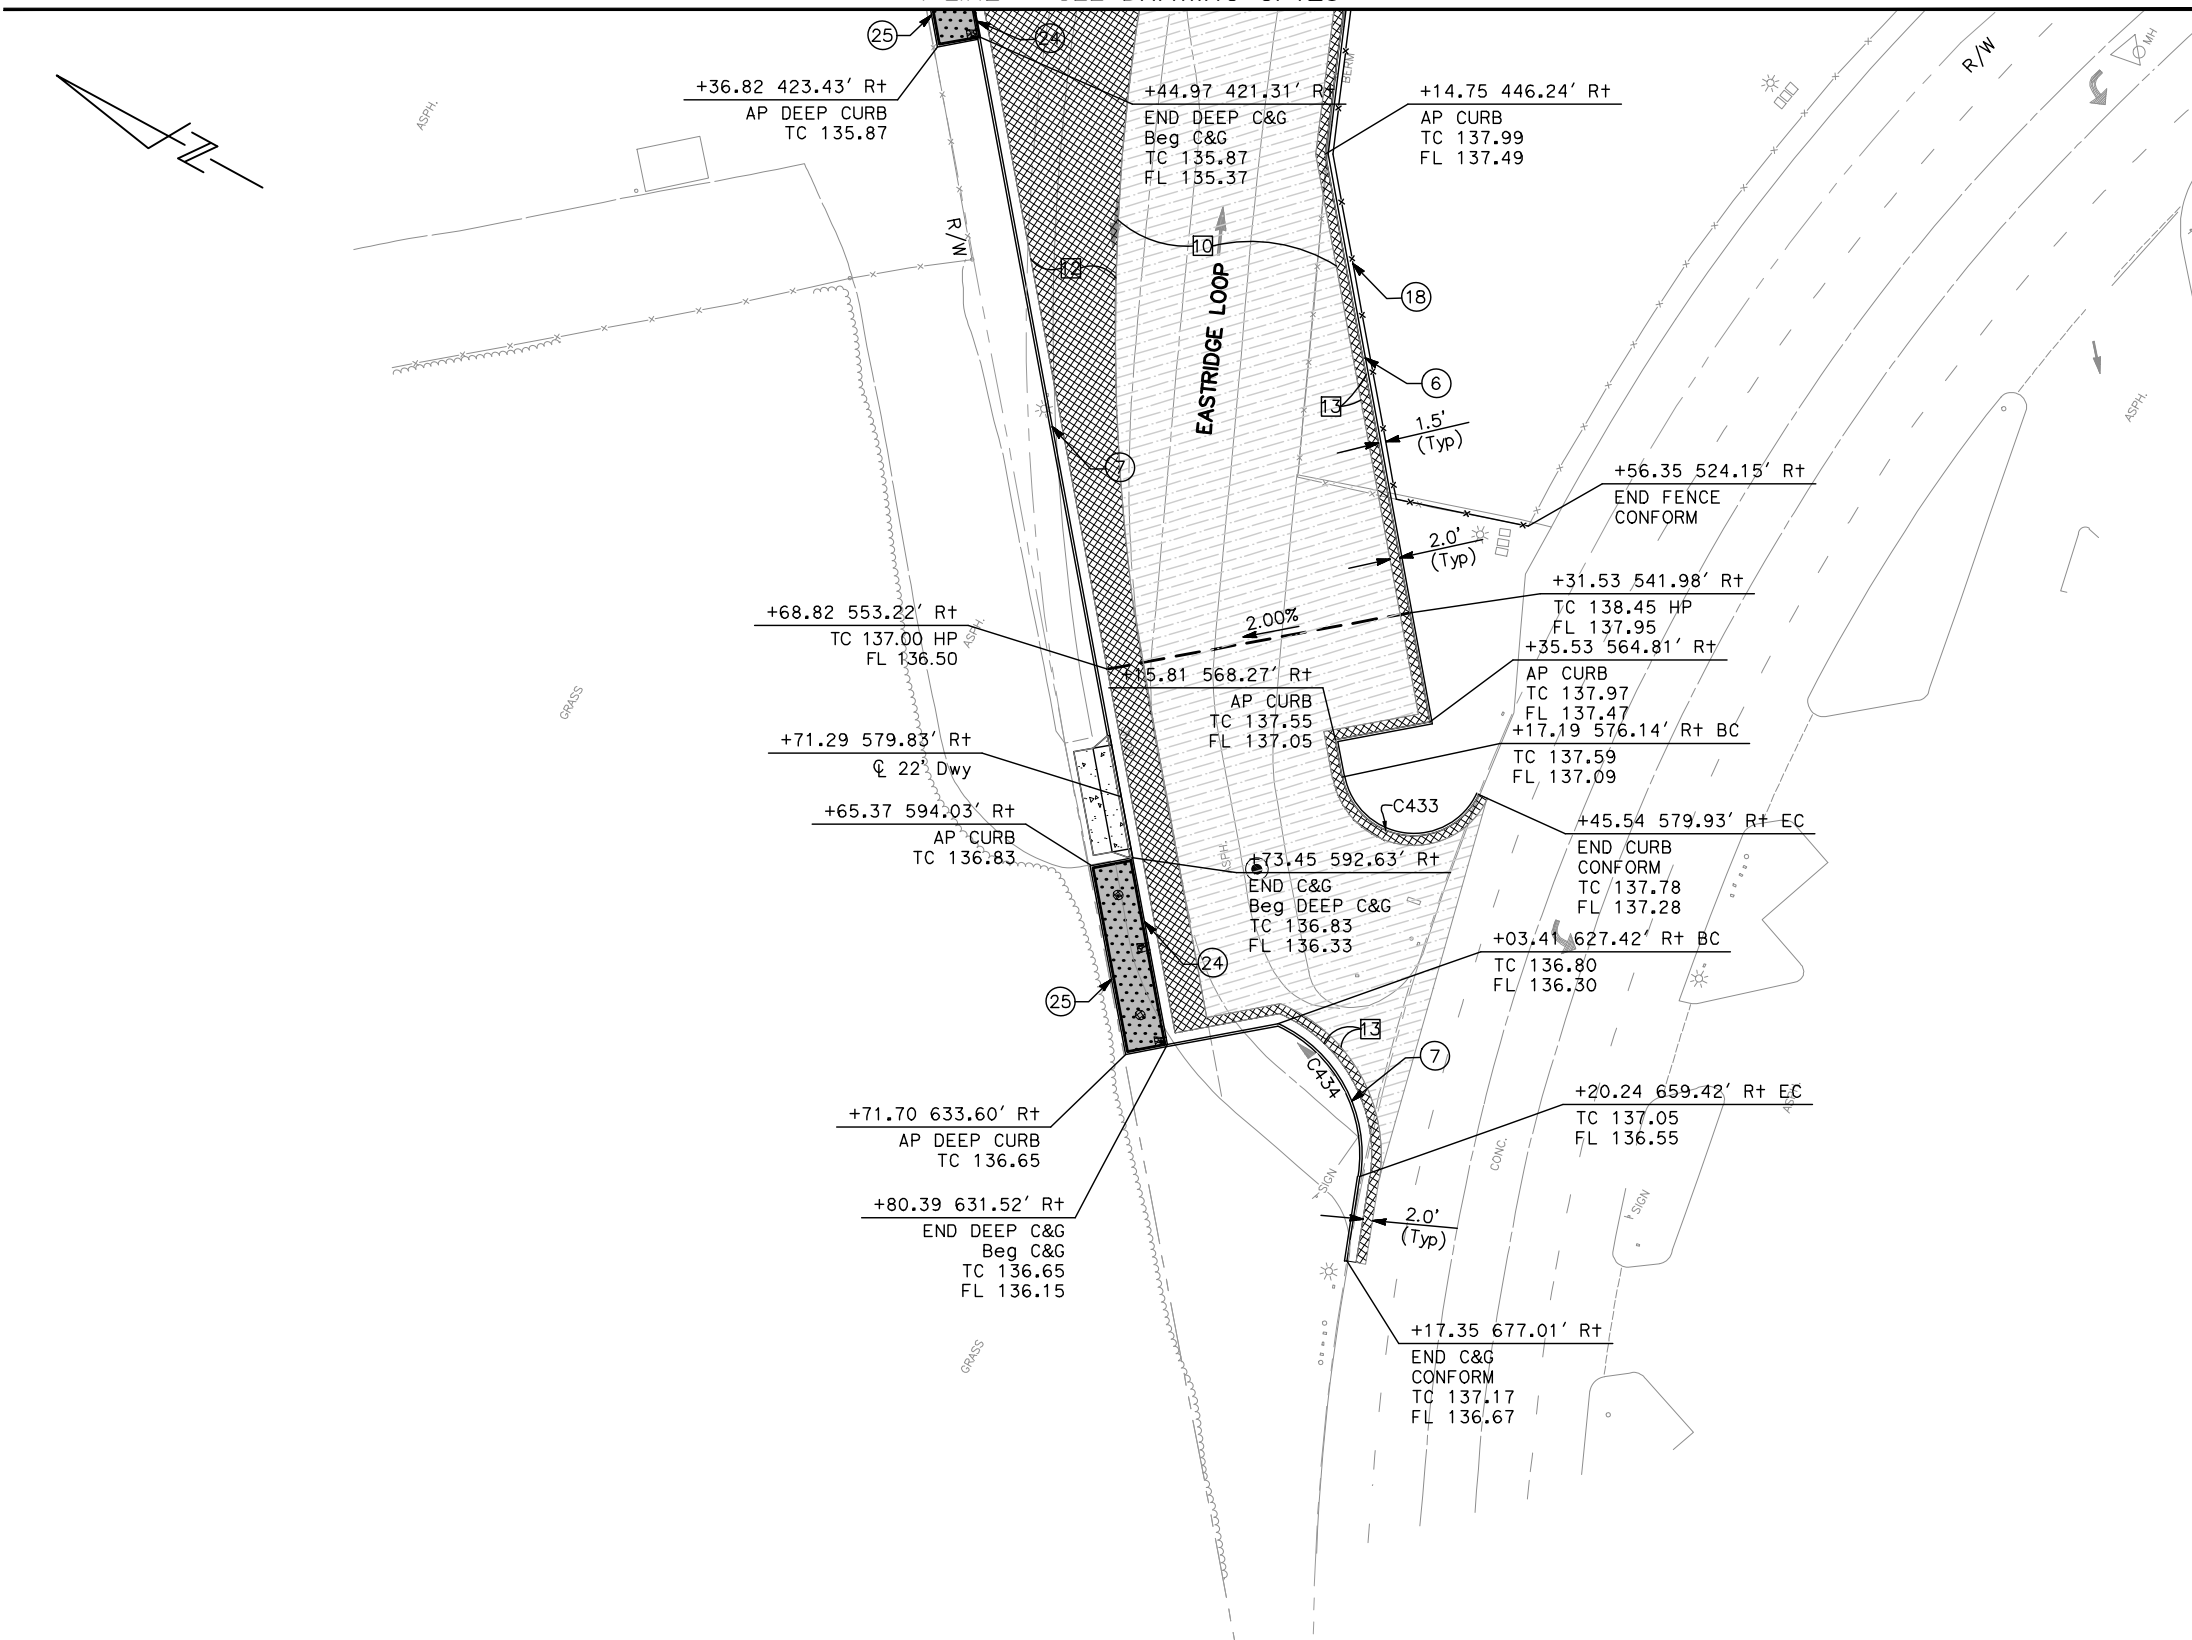 25
24
+36.82 423.43' Rt
AP DEEP CURB
TC 135.87
+44.97 421.31' Rt
END DEEP C&G
Beg C&G
TC 135.87
FL 135.37
BERM
+14.75 446.24' Rt
AP CURB
TC 137.99
FL 137.49
R/W
MH
ASPH.
R/W
12
10
EASTRIDGE LOOP
18
6
13
1.5'
(Typ)
ASPH.
7
+56.35 524.15' Rt
END FENCE
CONFORM
2.0'
(Typ)
+31.53 541.98' Rt
TC 138.45 HP
FL 137.95
+68.82 553.22' Rt
TC 137.00 HP
FL 136.50
ASPH.
2.00%
+35.53 564.81' Rt
AP CURB
TC 137.97
FL 137.47
+15.81 568.27' Rt
AP CURB
TC 137.55
FL 137.05
GRASS
+17.19 576.14' Rt BC
TC 137.59
FL 137.09
+71.29 579.83' Rt
℄ 22' Dwy
C433
+65.37 594.03' Rt
AP CURB
TC 136.83
+45.54 579.93' Rt EC
END CURB
CONFORM
TC 137.78
FL 137.28
ASPH.
+73.45 592.63' Rt
END C&G
Beg DEEP C&G
TC 136.83
FL 136.33
+03.41 627.42' Rt BC
TC 136.80
FL 136.30
24
25
13
7
C434
+71.70 633.60' Rt
AP DEEP CURB
TC 136.65
+20.24 659.42' Rt EC
TC 137.05
FL 136.55
ASPH.
CONC.
SIGN
SIGN
+80.39 631.52' Rt
END DEEP C&G
Beg C&G
TC 136.65
FL 136.15
2.0'
(Typ)
GRASS
+17.35 677.01' Rt
END C&G
CONFORM
TC 137.17
FL 136.67